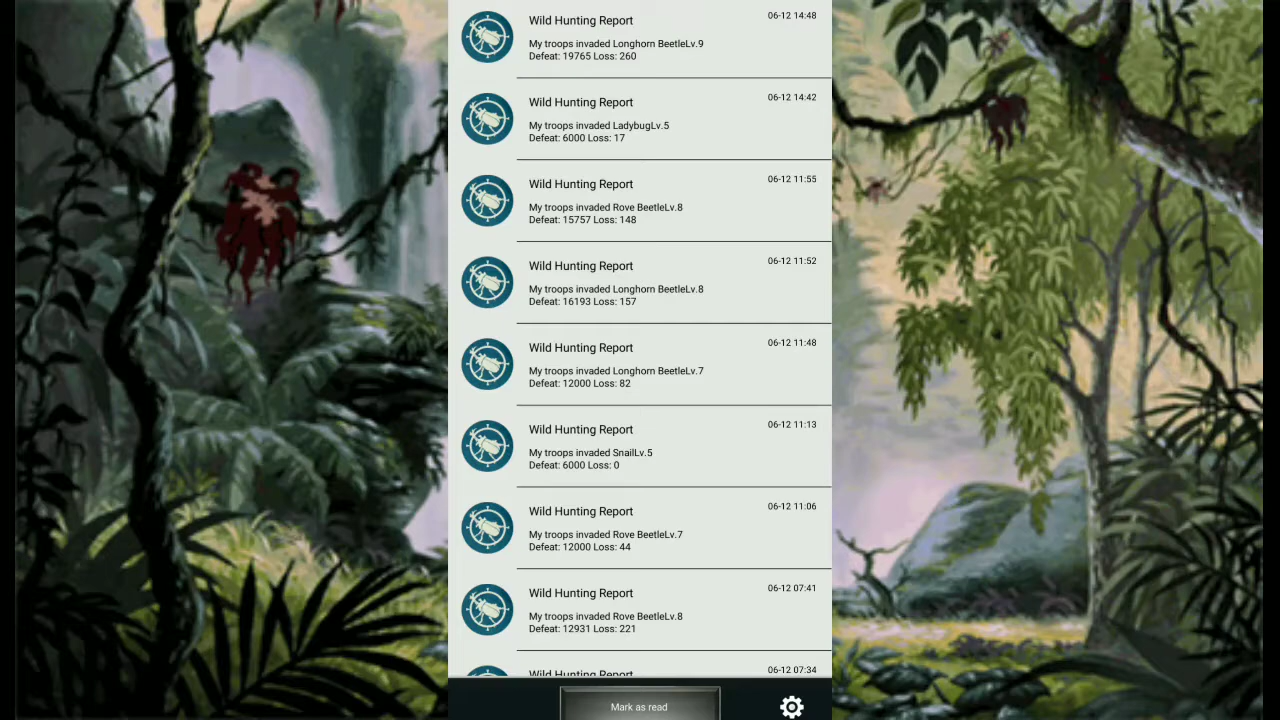 Wild Hunting Report
06-12 14:48
My troops invaded Longhorn BeetleLv.9
Defeat: 19765 Loss: 260
Wild Hunting Report
06-12 14:42
My troops invaded LadybugLv.5
Defeat: 6000 Loss: 17
Wild Hunting Report
06-12 11:55
My troops invaded Rove BeetleLv.8
Defeat: 15757 Loss: 148
Wild Hunting Report
06-12 11:52
My troops invaded Longhorn BeetleLv.8
Defeat: 16193 Loss: 157
Wild Hunting Report
06-12 11:48
My troops invaded Longhorn BeetleLv.7
Defeat: 12000 Loss: 82
Wild Hunting Report
06-12 11:13
My troops invaded SnailLv.5
Defeat: 6000 Loss: 0
Wild Hunting Report
06-12 11:06
My troops invaded Rove BeetleLv.7
Defeat: 12000 Loss: 44
Wild Hunting Report
06-12 07:41
My troops invaded Rove BeetleLv.8
Defeat: 12931 Loss: 221
Wild Hunting Report
06-12 07:34
Mark as read